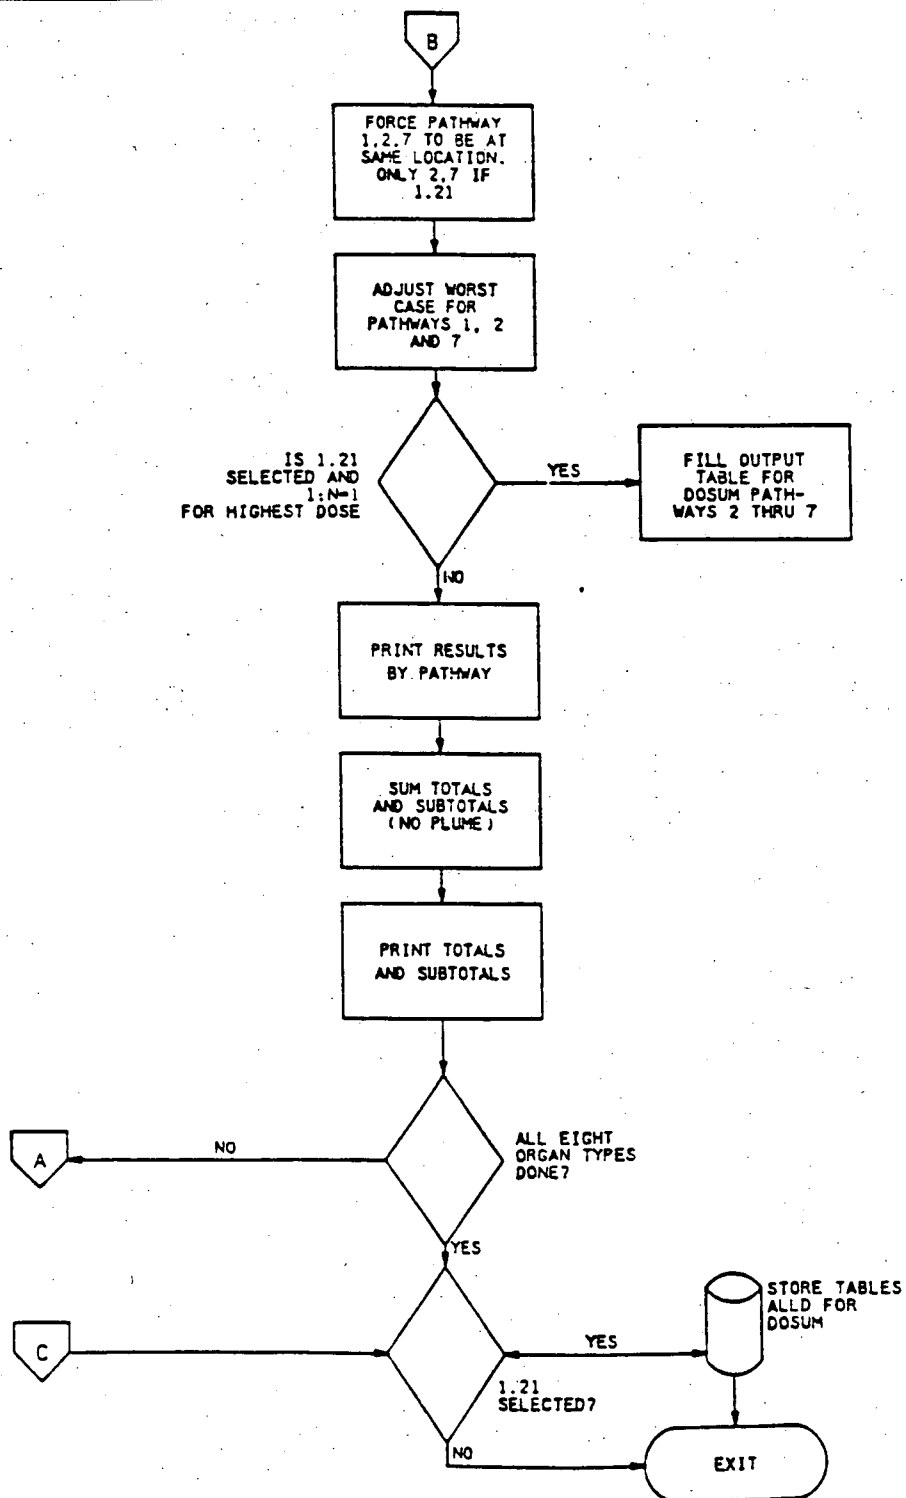 B
FORCE PATHWAY
1,2,7 TO BE AT
SAME LOCATION.
ONLY 2,7 IF
1.21
ADJUST WORST
CASE FOR
PATHWAYS 1, 2
AND 7
IS 1.21
SELECTED AND
1:N=1
FOR HIGHEST DOSE
YES
FILL OUTPUT
TABLE FOR
DOSUM PATH-
WAYS 2 THRU 7
NO
PRINT RESULTS
BY PATHWAY
SUM TOTALS
AND SUBTOTALS
(NO PLUME)
PRINT TOTALS
AND SUBTOTALS
A
NO
ALL EIGHT
ORGAN TYPES
DONE?
YES
C
YES
STORE TABLES
ALLD FOR
DOSUM
1.21
SELECTED?
NO
EXIT